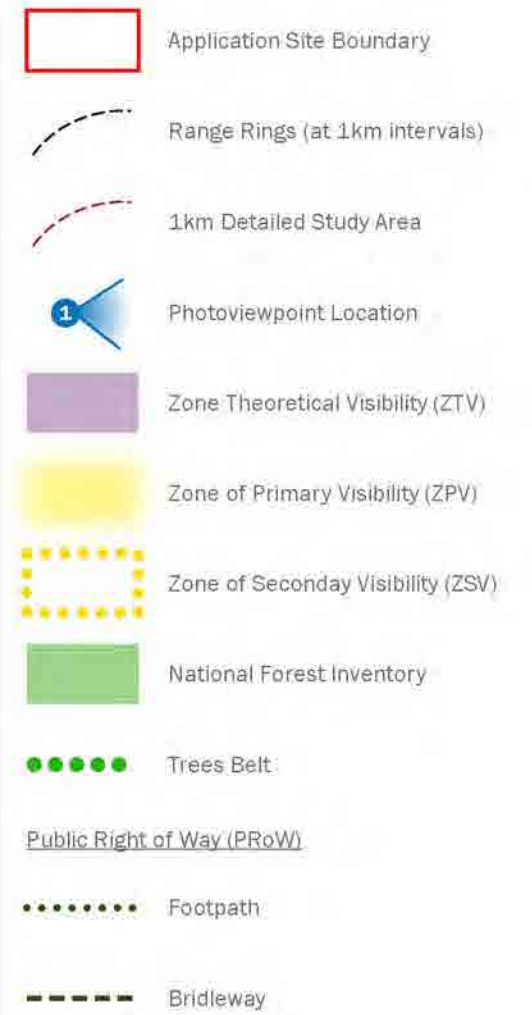 Application Site Boundary
Range Rings (at 1km intervals)
1km Detailed Study Area
1
Photoviewpoint Location
Zone Theoretical Visibility (ZTV)
Zone of Primary Visibility (ZPV)
Zone of Seconday Visibility (ZSV)
National Forest Inventory
Trees Belt
Public Right of Way (PRoW)
Footpath
Bridleway